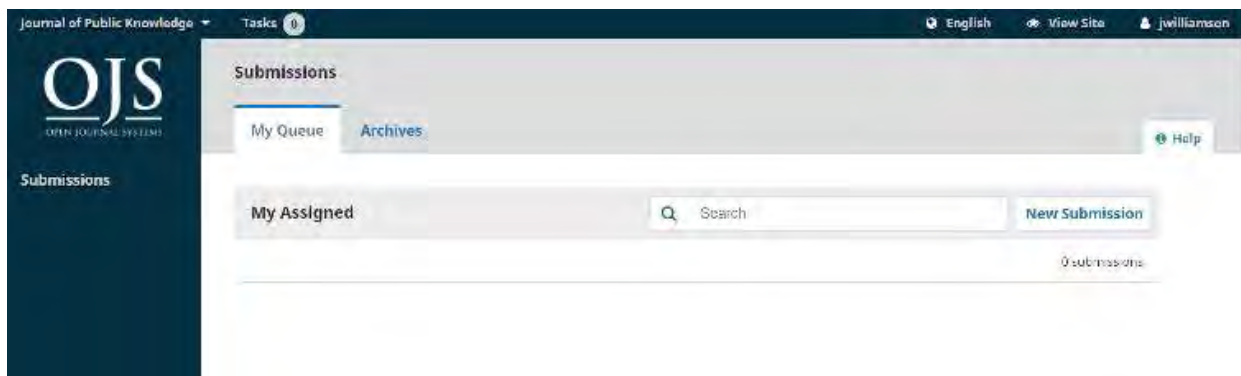 Journal of Public Knowledge Tasks 0 English View Site jwilliamson
OJS
OPEN JOURNAL SYSTEMS
Submissions
Submissions
My Queue Archives
Help
My Assigned Search New Submission
0 submissions